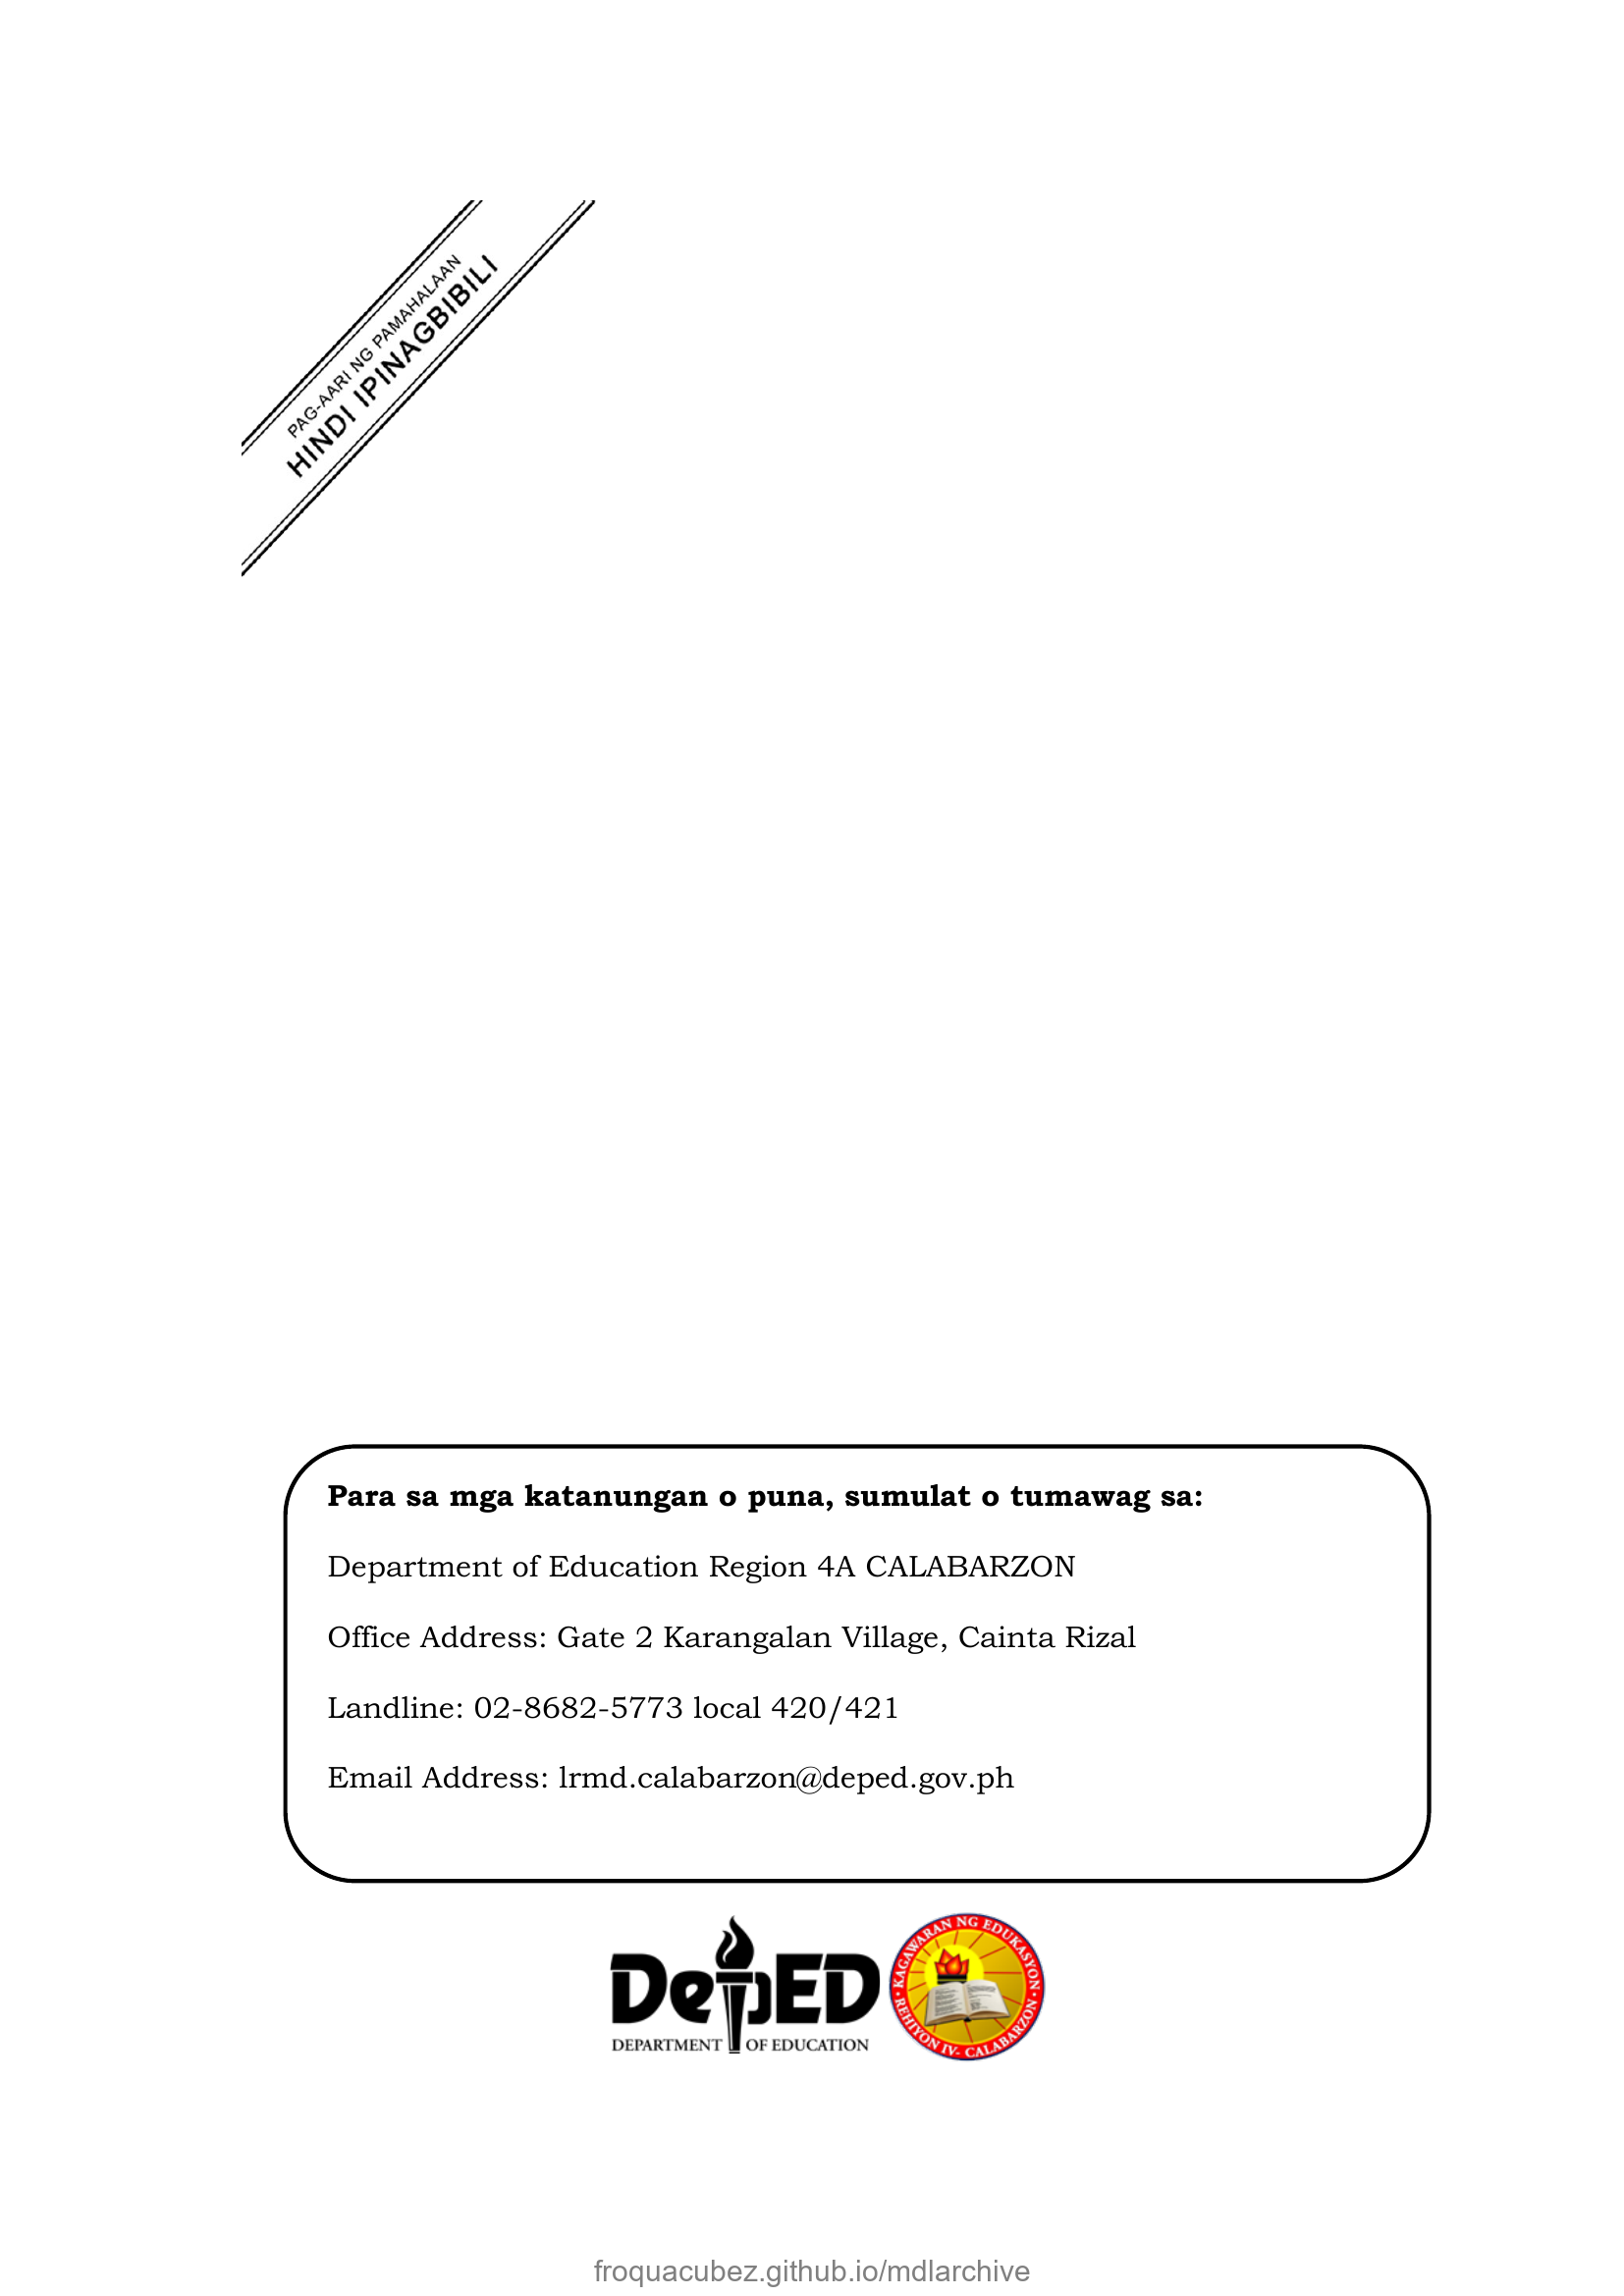 PAG-AARI NG PAMAHALAAN
HINDI IPINAGBIBILI
Para sa mga katanungan o puna, sumulat o tumawag sa:
Department of Education Region 4A CALABARZON
Office Address: Gate 2 Karangalan Village, Cainta Rizal
Landline: 02-8682-5773 local 420/421
Email Address: lrmd.calabarzon@deped.gov.ph
DepED
DEPARTMENT OF EDUCATION
KAGAWARAN NG EDUKASYON
REHIYON IV- CALABARZON
froquacubez.github.io/mdlarchive